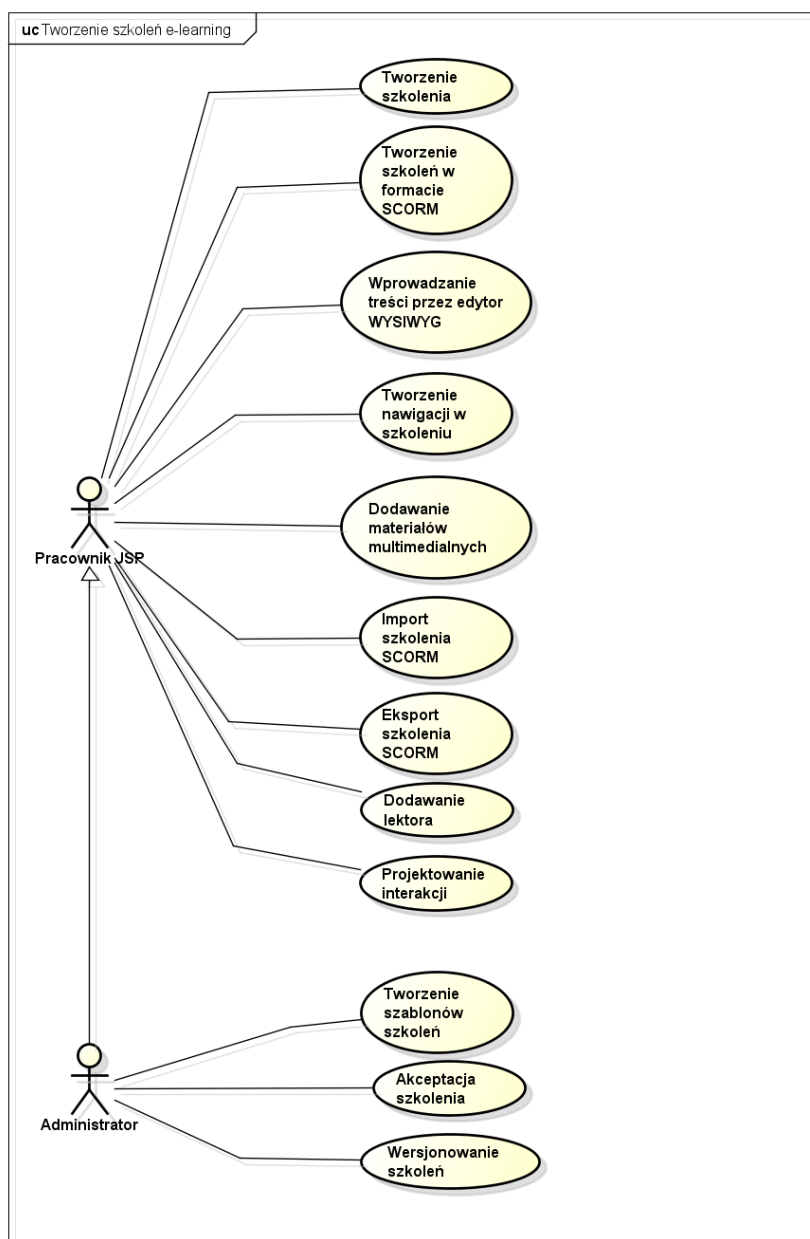 uc Tworzenie szkoleń e-learning
Tworzenie
szkolenia
Tworzenie
szkoleń w
formacie
SCORM
Wprowadzanie
treści przez edytor
WYSIWYG
Tworzenie
nawigacji w
szkoleniu
Dodawanie
materiałów
multimedialnych
Pracownik JSP
Import
szkolenia
SCORM
Eksport
szkolenia
SCORM
Dodawanie
lektora
Projektowanie
interakcji
Tworzenie
szablonów
szkoleń
Akceptacja
szkolenia
Administrator
Wersjonowanie
szkoleń